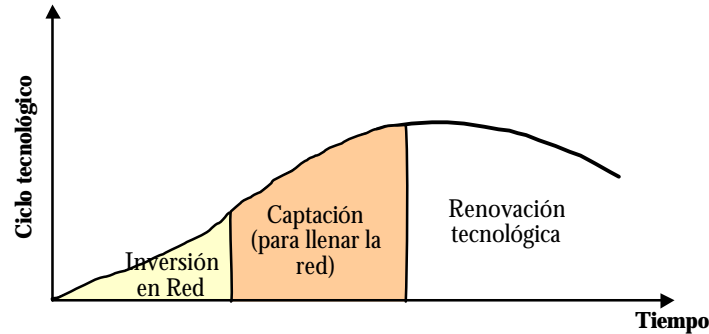 Ciclo tecnológico
Inversión
en Red
Captación
(para llenar la
red)
Renovación
tecnológica
Tiempo